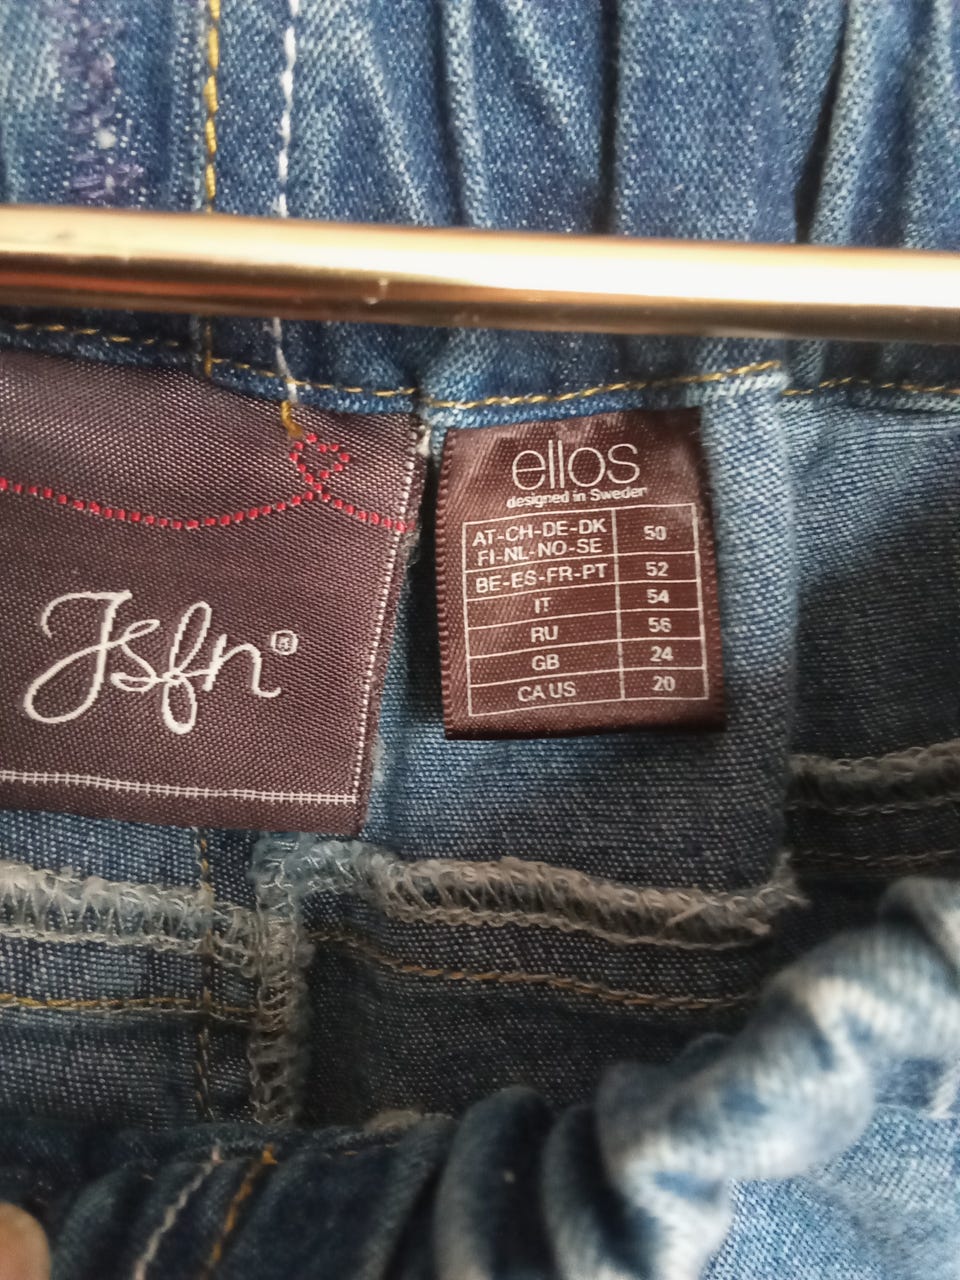 Jsfn®
ellos
designed in Sweden
AT-CH-DE-DK
FI-NL-NO-SE 50
BE-ES-FR-PT 52
IT 54
RU 56
GB 24
CA US 20